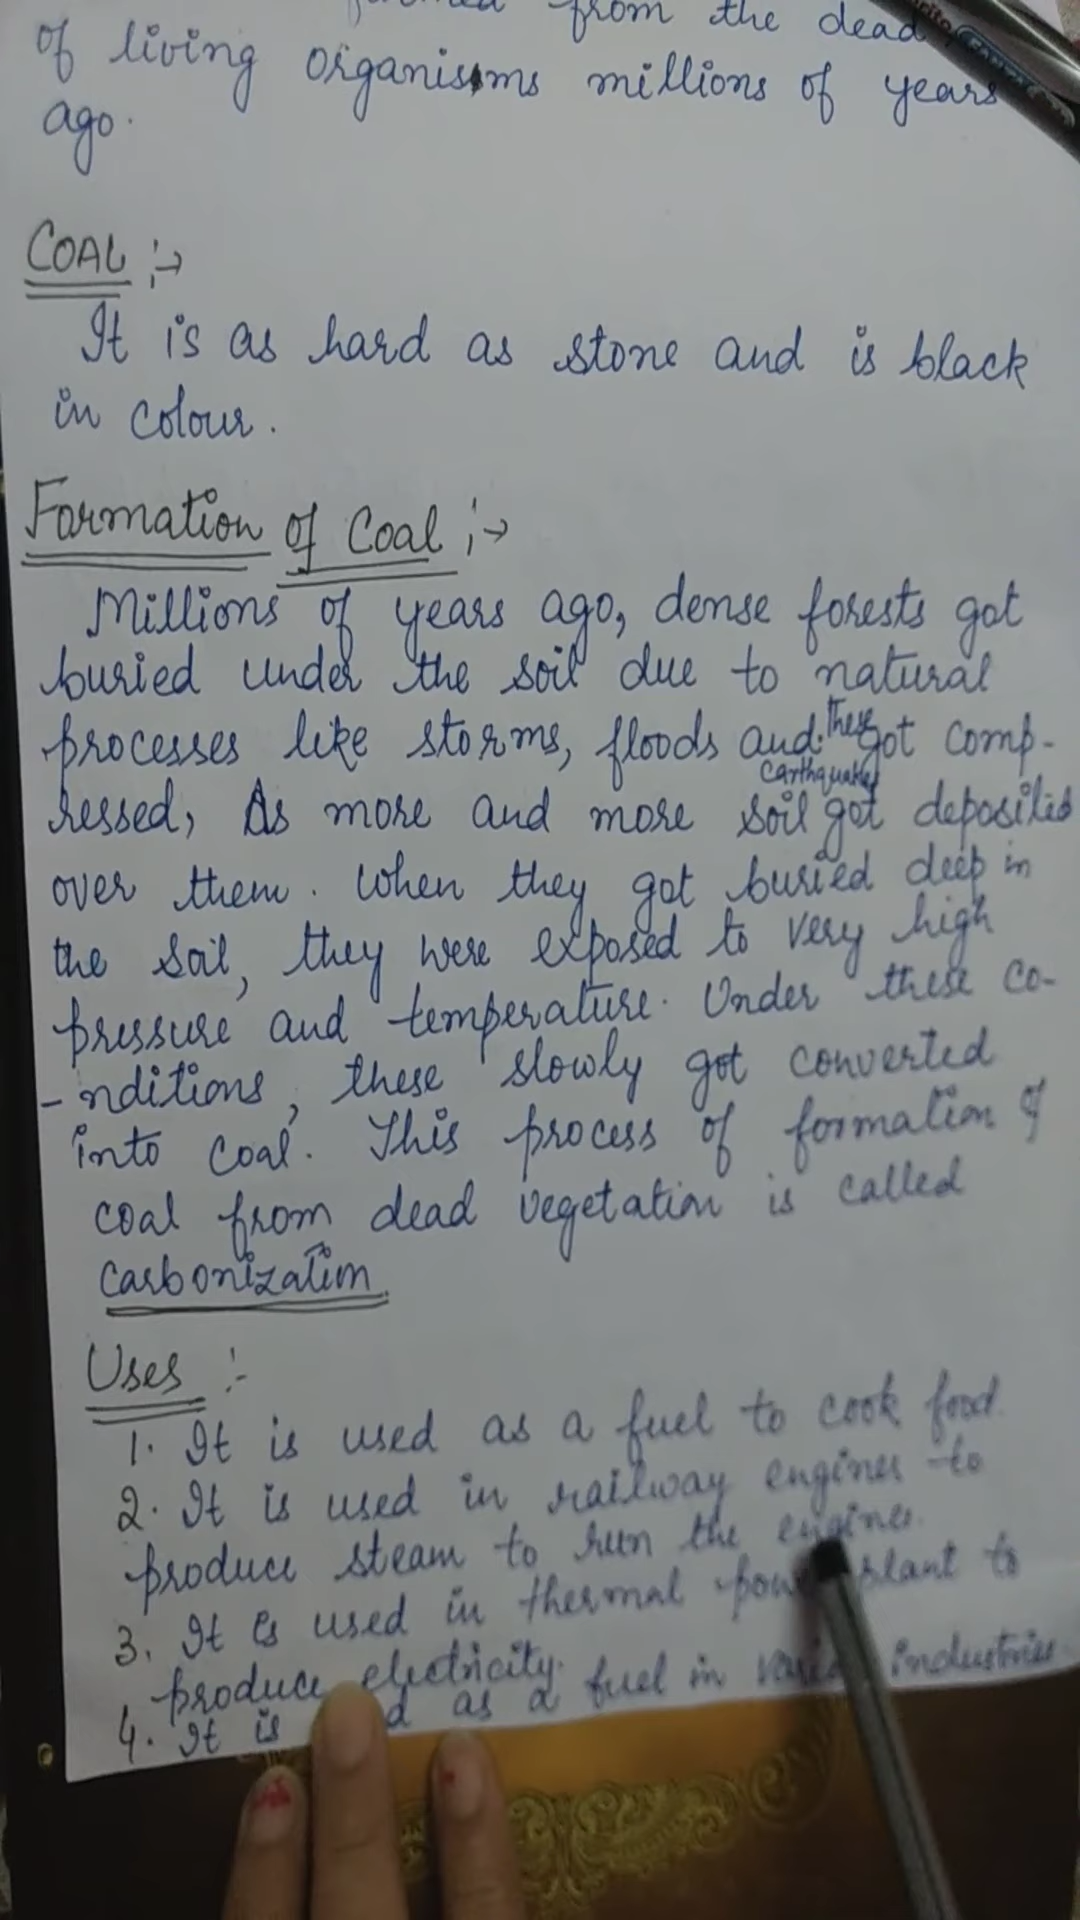 from the dead
of living organisms millions of years
ago.
COAL :→
It is as hard as stone and is black
in colour.
Formation of Coal :→
Millions of years ago, dense forests got
buried under the soil due to natural
processes like storms, floods and earthquakes. These got comp-
ressed, As more and more soil got deposited
over them. When they got buried deep in
the soil, they were exposed to very high
pressure and temperature. Under these co-
-nditions, these slowly got converted
into coal. This process of formation of
coal from dead vegetation is called
carbonization
Uses :-
1. It is used as a fuel to cook food.
2. It is used in railway engines to
produce steam to run the engines.
3. It is used in thermal plant to
produce electricity.
4. It is as a fuel in industries